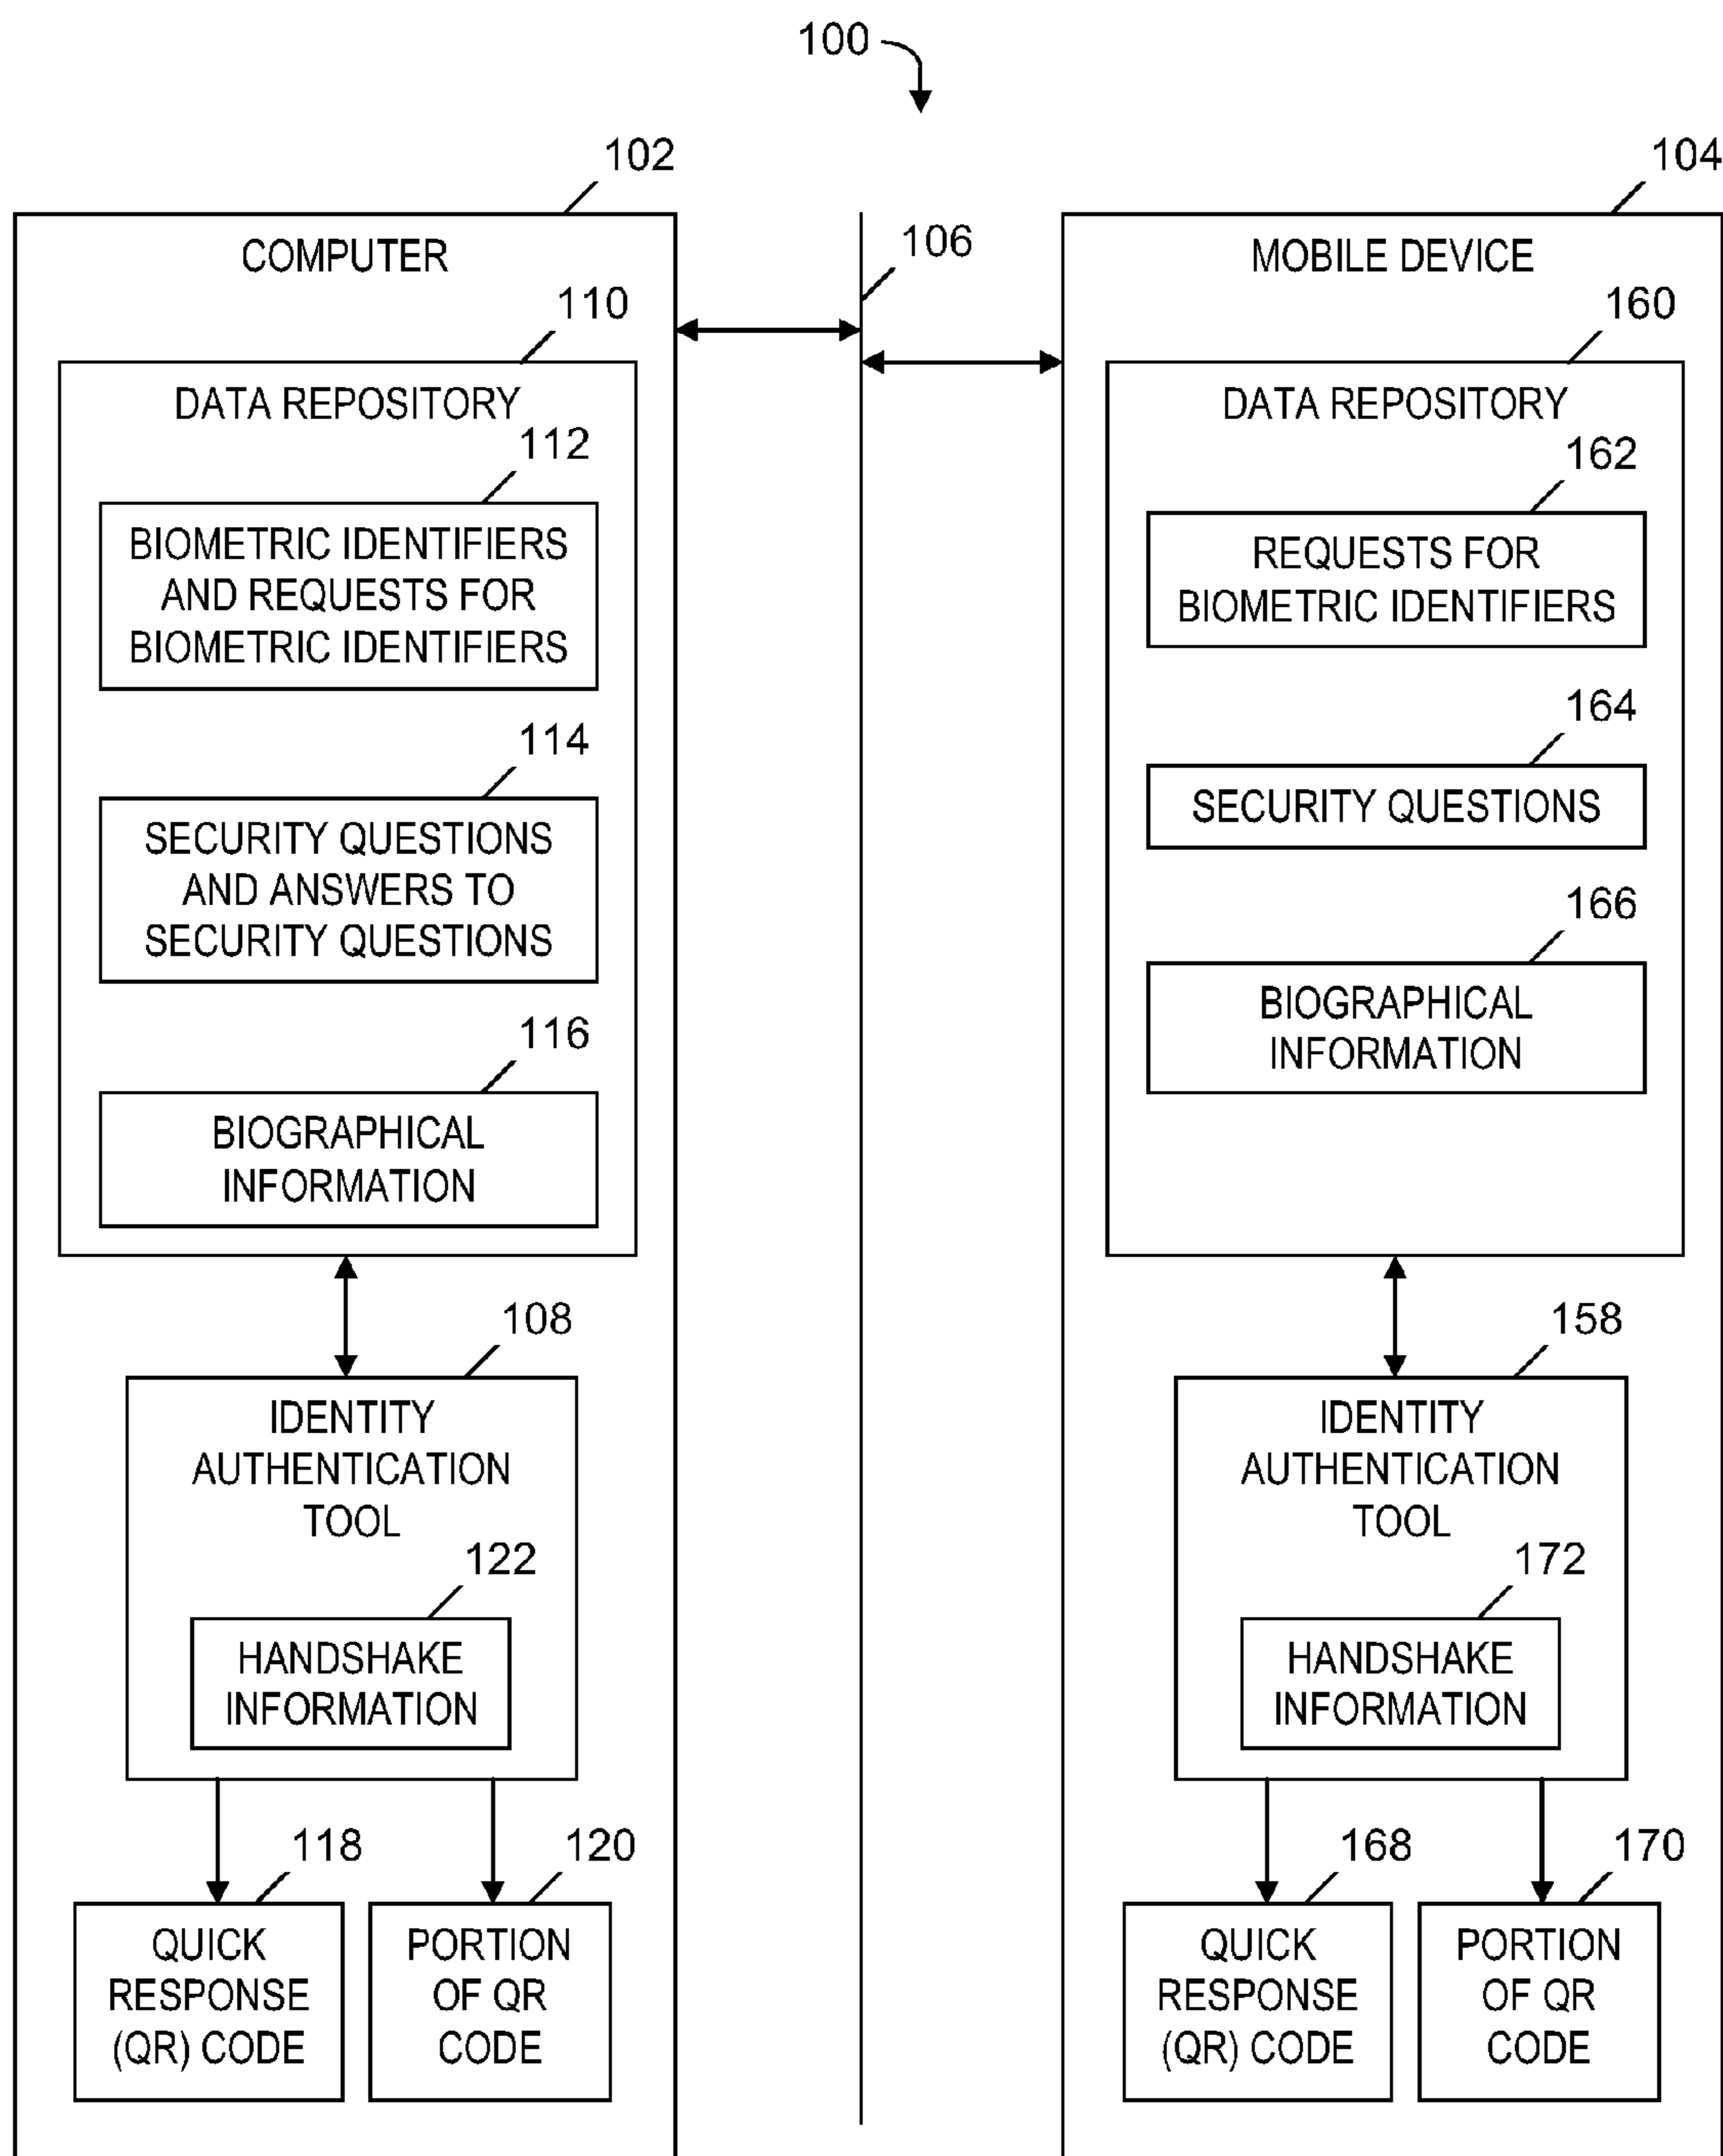 100
102
COMPUTER
110
DATA REPOSITORY
112
BIOMETRIC IDENTIFIERS
AND REQUESTS FOR
BIOMETRIC IDENTIFIERS
114
SECURITY QUESTIONS
AND ANSWERS TO
SECURITY QUESTIONS
116
BIOGRAPHICAL
INFORMATION
108
IDENTITY
AUTHENTICATION
TOOL
122
HANDSHAKE
INFORMATION
118
QUICK
RESPONSE
(QR) CODE
120
PORTION
OF QR
CODE
106
104
MOBILE DEVICE
160
DATA REPOSITORY
162
REQUESTS FOR
BIOMETRIC IDENTIFIERS
164
SECURITY QUESTIONS
166
BIOGRAPHICAL
INFORMATION
158
IDENTITY
AUTHENTICATION
TOOL
172
HANDSHAKE
INFORMATION
168
QUICK
RESPONSE
(QR) CODE
170
PORTION
OF QR
CODE